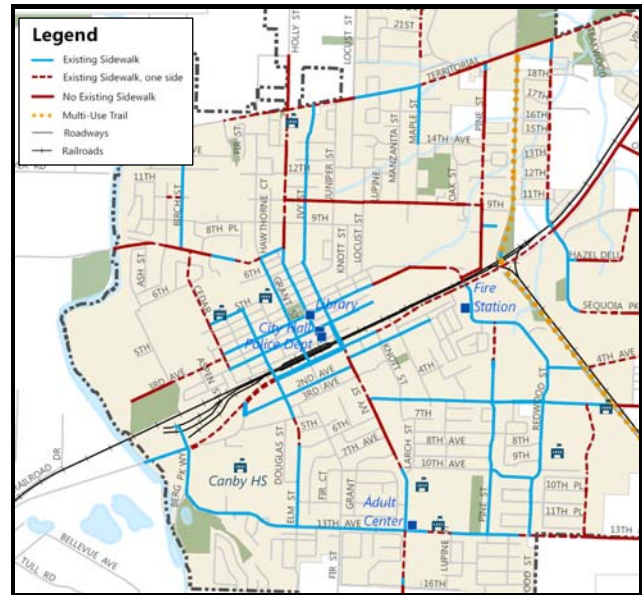 Legend
Existing Sidewalk
Existing Sidewalk, one side
No Existing Sidewalk
Multi-Use Trail
Roadways
Railroads
HOLLY ST
LOCUST ST
21ST
TERRITORIAL
18TH
17TH
16TH
15TH
13TH
12TH
11TH
FIR ST
12TH
JUNIPER ST
LUPINE
MANZANITA ST
MAPLE ST
14TH AVE
PINE ST
OAK ST
11TH
BIRCH ST
HAWTHORNE CT
IVY ST
9TH
9TH
8TH PL
KNOTT ST
LOCUST ST
ASH ST
6TH
CEDAR
6TH
5TH
GRANT ST
HAZEL DELL
Library
City Hall
Police Dept
Fire
Station
SEQUOIA PK
5TH
3RD AVE
ASPEN ST
2ND AVE
3RD AVE
KNOTT ST
4TH
4TH AVE
REDWOOD ST
IVY ST
7TH
5TH
6TH
7TH AVE
LARCH ST
8TH AVE
8TH
9TH
10TH AVE
DOUGLAS ST
RAILROAD DR
BERG PKWY
Canby HS
ELM ST
FIR CT
GRANT
10TH PL
11TH PL
PINE ST
Adult
Center
13TH AVE
13TH
BELLEVUE AVE
TULL RD
FIR ST
LUPINE
16TH